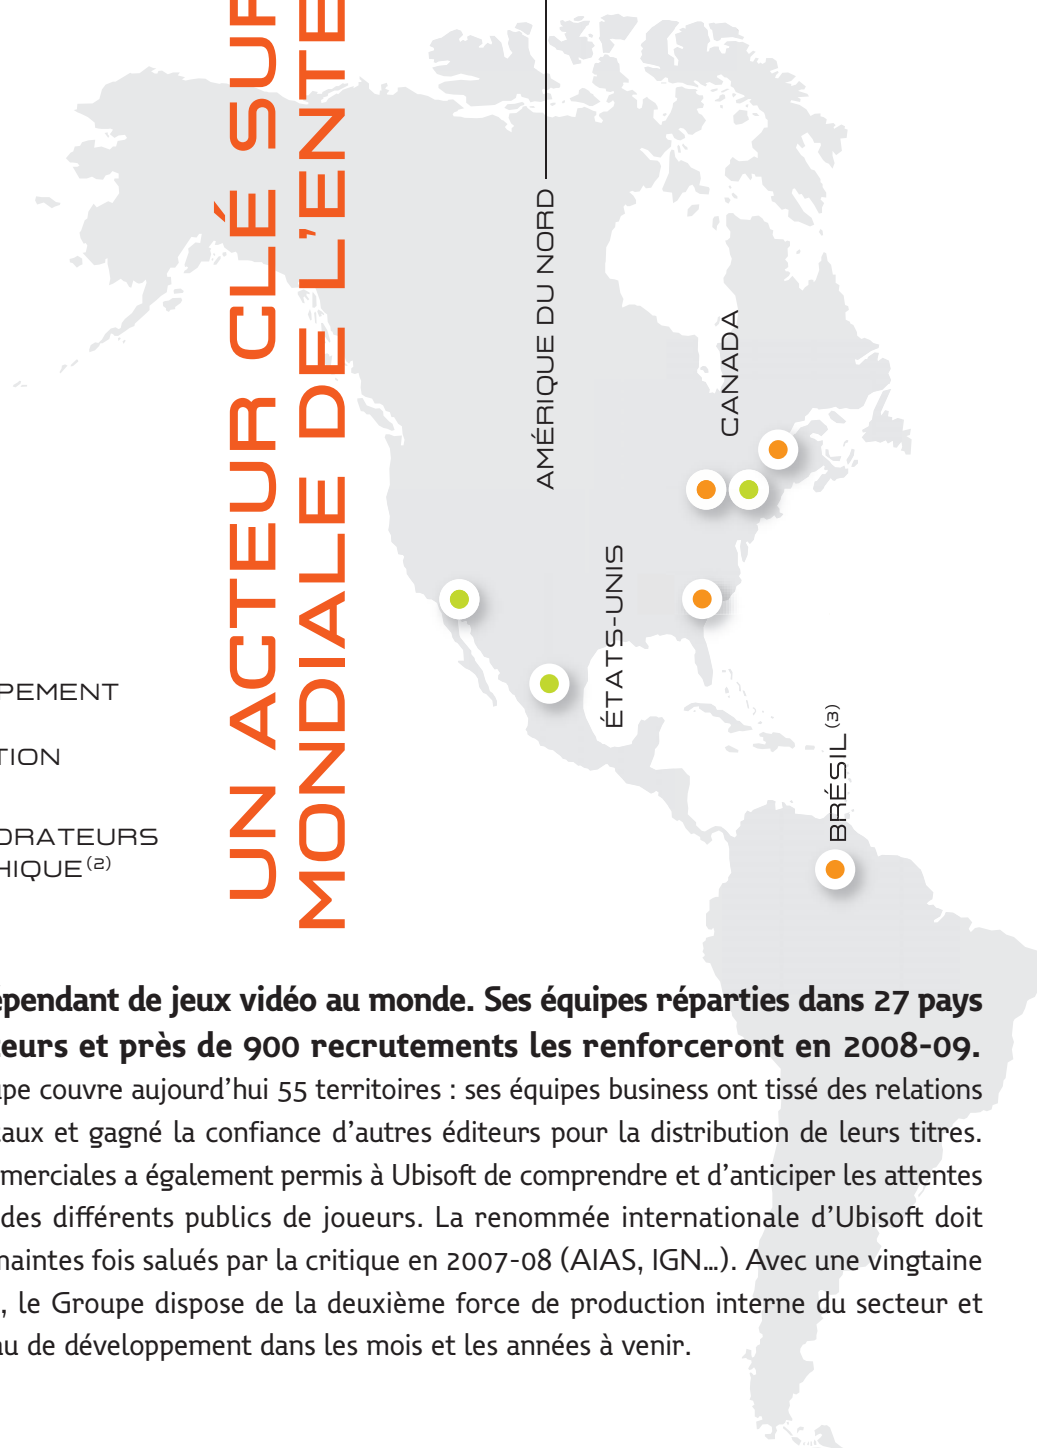 UN ACTEUR CLÉ SUR
MONDIALE DE L'ENTE
AMÉRIQUE DU NORD
CANADA
ÉTATS-UNIS
BRÉSIL (3)
PEMENT
TION
ORATEURS
HIQUE (2)
épendant de jeux vidéo au monde. Ses équipes réparties dans 27 pays
teurs et près de 900 recrutements les renforceront en 2008-09.
upe couvre aujourd'hui 55 territoires : ses équipes business ont tissé des relations
taux et gagné la confiance d'autres éditeurs pour la distribution de leurs titres.
merciales a également permis à Ubisoft de comprendre et d'anticiper les attentes
des différents publics de joueurs. La renommée internationale d'Ubisoft doit
maintes fois salués par la critique en 2007-08 (AIAS, IGN…). Avec une vingtaine
, le Groupe dispose de la deuxième force de production interne du secteur et
au de développement dans les mois et les années à venir.